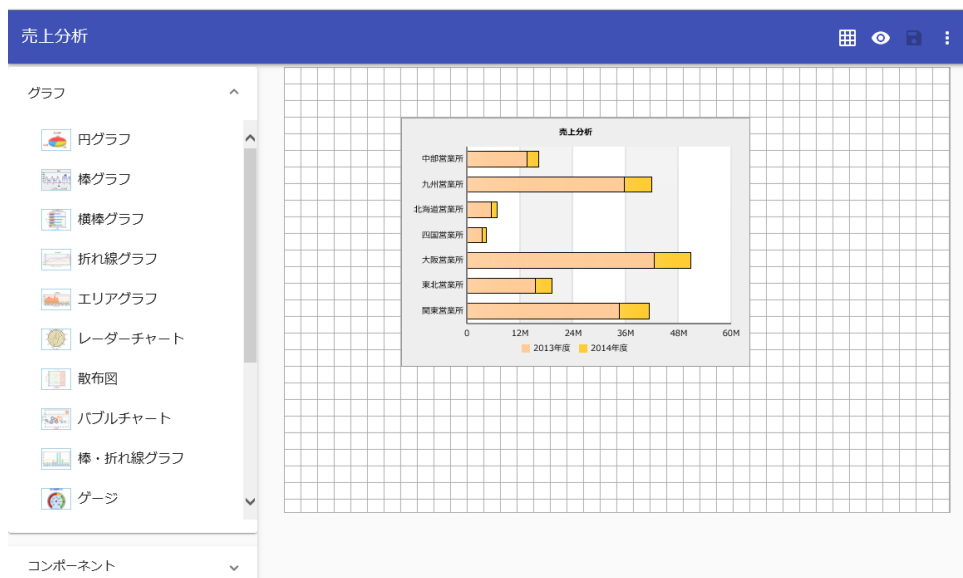 売上分析
グラフ
円グラフ
棒グラフ
横棒グラフ
折れ線グラフ
エリアグラフ
レーダーチャート
散布図
バブルチャート
棒・折れ線グラフ
ゲージ
コンポーネント
売上分析
中部営業所
九州営業所
北海道営業所
四国営業所
大阪営業所
東北営業所
関東営業所
0 12M 24M 36M 48M 60M
2013年度 2014年度